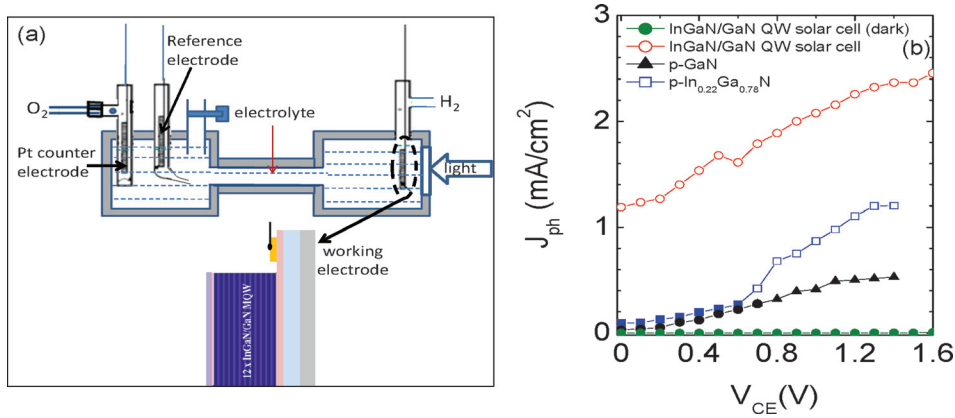 (a)
Reference
electrode
O₂
H₂
electrolyte
Pt counter
electrode
light
working
electrode
12 x InGaN/GaN MQW
(b)
InGaN/GaN QW solar cell (dark)
InGaN/GaN QW solar cell
p-GaN
p-In₀.₂₂Ga₀.₇₈N
J_ph (mA/cm²)
3
2
1
0
0 0.4 0.8 1.2 1.6
V_CE(V)